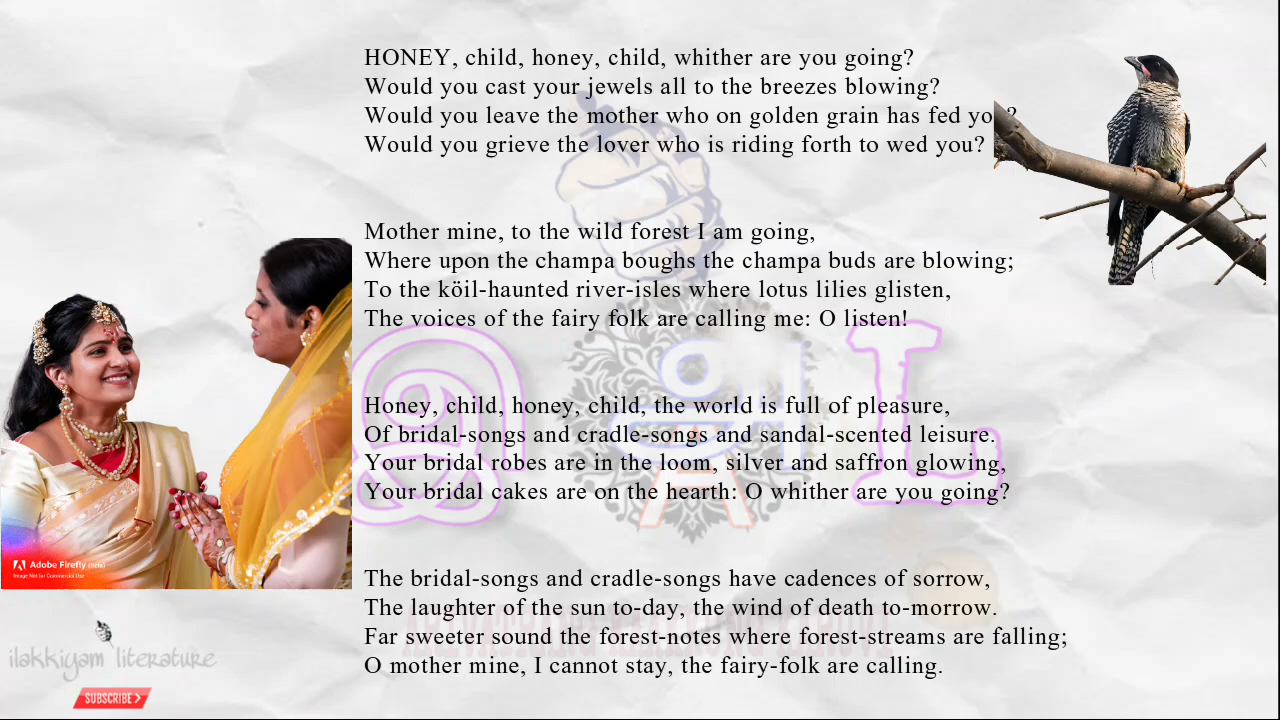 HONEY, child, honey, child, whither are you going?
Would you cast your jewels all to the breezes blowing?
Would you leave the mother who on golden grain has fed yo ?
Would you grieve the lover who is riding forth to wed you?
Mother mine, to the wild forest I am going,
Where upon the champa boughs the champa buds are blowing;
To the köil-haunted river-isles where lotus lilies glisten,
The voices of the fairy folk are calling me: O listen!
Honey, child, honey, child, the world is full of pleasure,
Of bridal-songs and cradle-songs and sandal-scented leisure.
Your bridal robes are in the loom, silver and saffron glowing,
Your bridal cakes are on the hearth: O whither are you going?
The bridal-songs and cradle-songs have cadences of sorrow,
The laughter of the sun to-day, the wind of death to-morrow.
Far sweeter sound the forest-notes where forest-streams are falling;
O mother mine, I cannot stay, the fairy-folk are calling.
இ L
Adobe Firefly (Beta)
Image Not for Commercial Use
ilakkiyam literature
SUBSCRIBE >